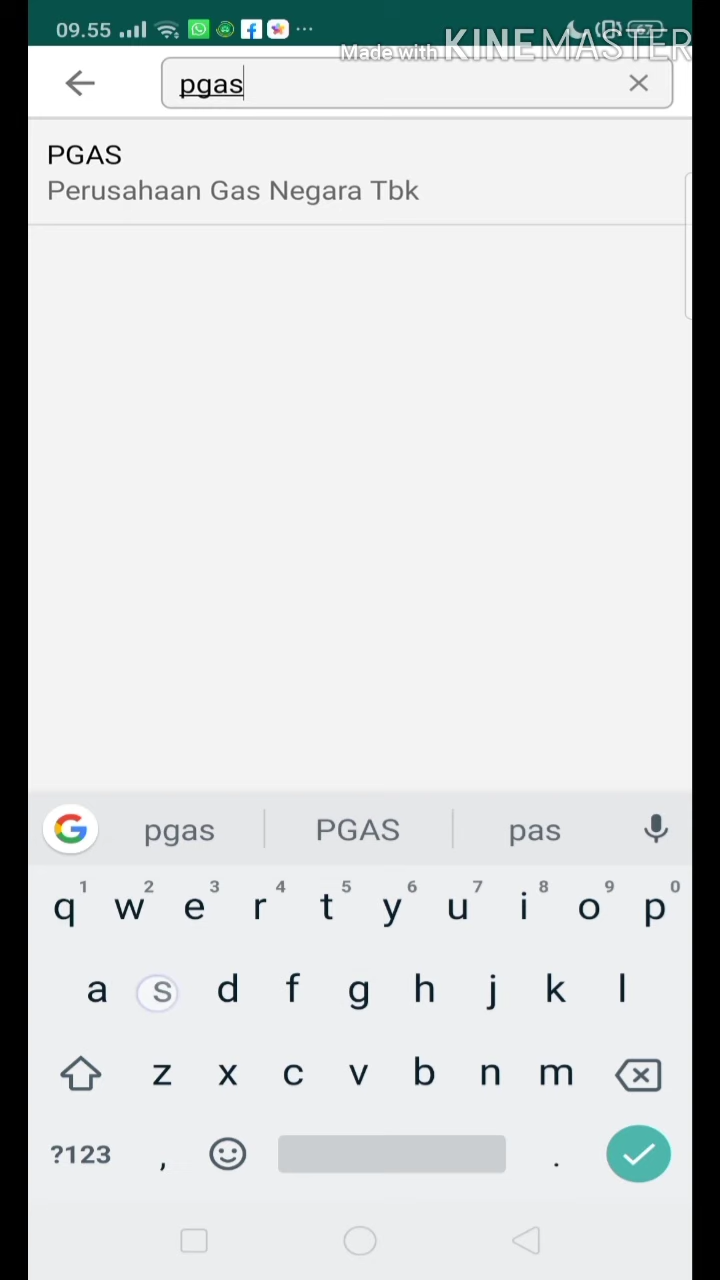 09.55
67
Made with KINEMASTER
pgas
PGAS
Perusahaan Gas Negara Tbk
pgas PGAS pas
1 2 3 4 5 6 7 8 9 0
q w e r t y u i o p
a s d f g h j k l
z x c v b n m
?123 , .